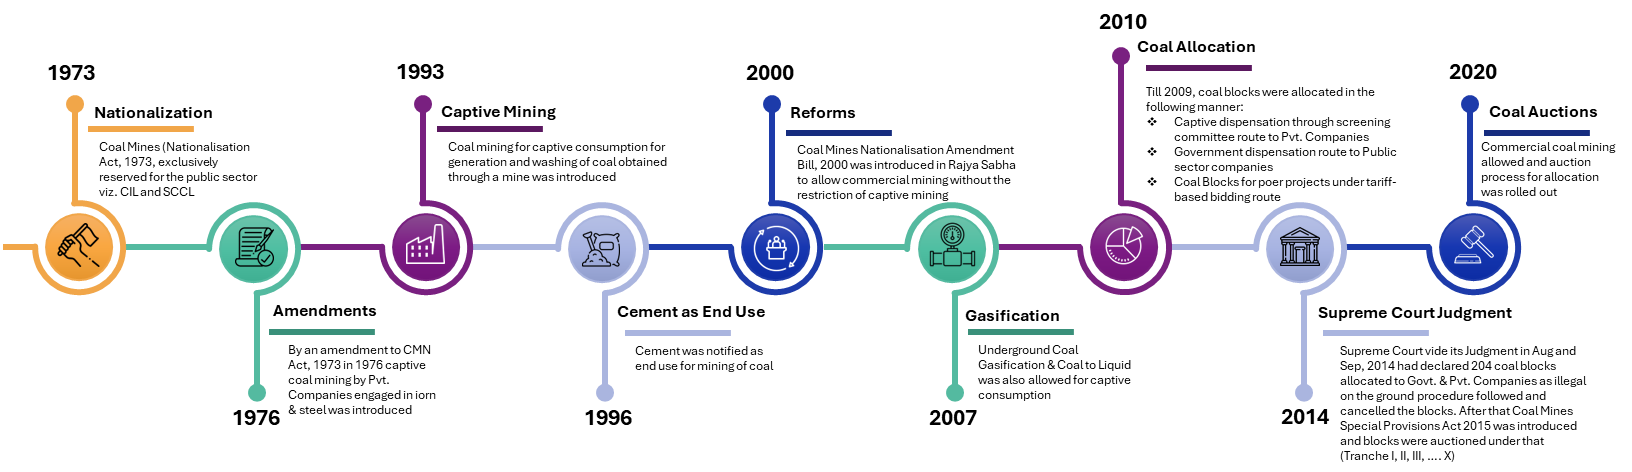 1973
Nationalization
Coal Mines (Nationalisation
Act, 1973, exclusively
reserved for the public sector
viz. CIL and SCCL
Amendments
By an amendment to CMN
Act, 1973 in 1976 captive
coal mining by Pvt.
Companies engaged in iorn
& steel was introduced
1976
1993
Captive Mining
Coal mining for captive consumption for
generation and washing of coal obtained
through a mine was introduced
Cement as End Use
Cement was notified as
end use for mining of coal
1996
2000
Reforms
Coal Mines Nationalisation Amendment
Bill, 2000 was introduced in Rajya Sabha
to allow commercial mining without the
restriction of captive mining
Gasification
Underground Coal
Gasification & Coal to Liquid
was also allowed for captive
consumption
2007
2010
Coal Allocation
Till 2009, coal blocks were allocated in the
following manner:
❖ Captive dispensation through screening
committee route to Pvt. Companies
❖ Government dispensation route to Public
sector companies
❖ Coal Blocks for poer projects under tariff-
based bidding route
Supreme Court Judgment
Supreme Court vide its Judgment in Aug and
Sep, 2014 had declared 204 coal blocks
allocated to Govt. & Pvt. Companies as illegal
on the ground procedure followed and
cancelled the blocks. After that Coal Mines
Special Provisions Act 2015 was introduced
and blocks were auctioned under that
(Tranche I, II, III, .... X)
2014
2020
Coal Auctions
Commercial coal mining
allowed and auction
process for allocation
was rolled out